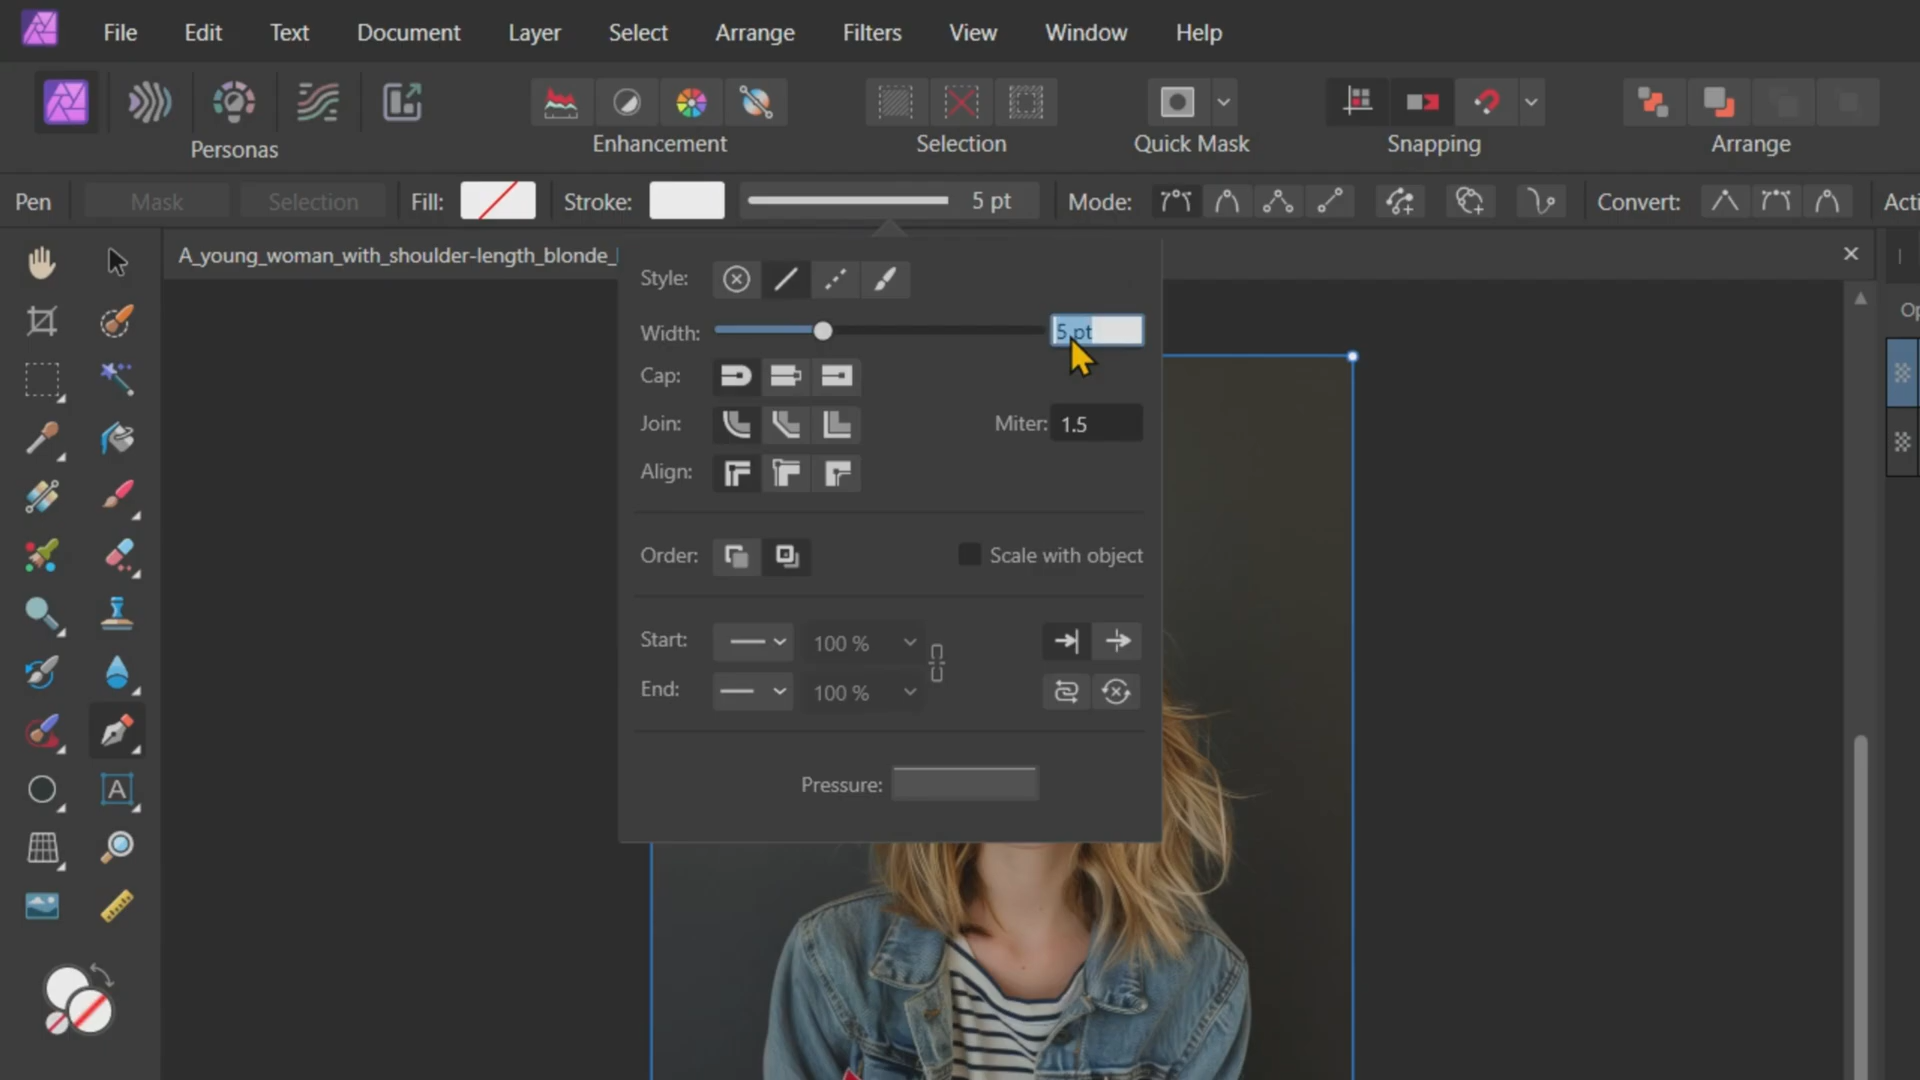 File Edit Text Document Layer Select Arrange Filters View Window Help
Personas Enhancement Selection Quick Mask Snapping Arrange
Pen Mask Selection Fill: Stroke: 5 pt Mode: Convert: Acti
A_young_woman_with_shoulder-length_blonde_
Style:
Width: 5 pt
Cap:
Join: Miter: 1.5
Align:
Order: Scale with object
Start: 100 %
End: 100 %
Pressure:
A